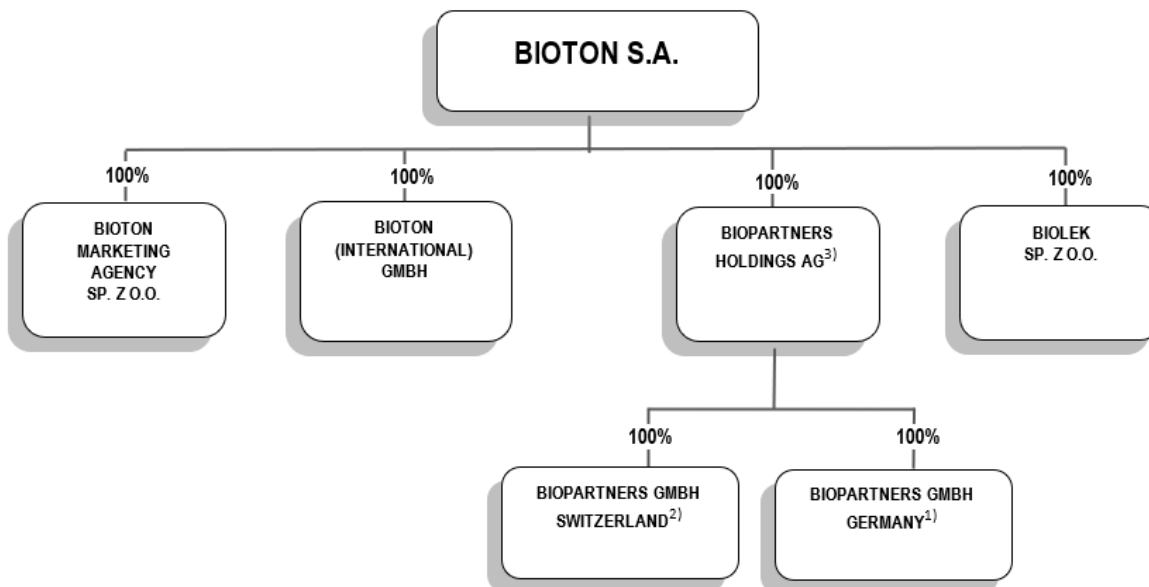 BIOTON S.A.
100%
100%
100%
100%
BIOTON
MARKETING
AGENCY
SP. Z O.O.
BIOTON
(INTERNATIONAL)
GMBH
BIOPARTNERS
HOLDINGS AG3)
BIOLEK
SP. Z O.O.
100%
100%
BIOPARTNERS GMBH
SWITZERLAND2)
BIOPARTNERS GMBH
GERMANY1)